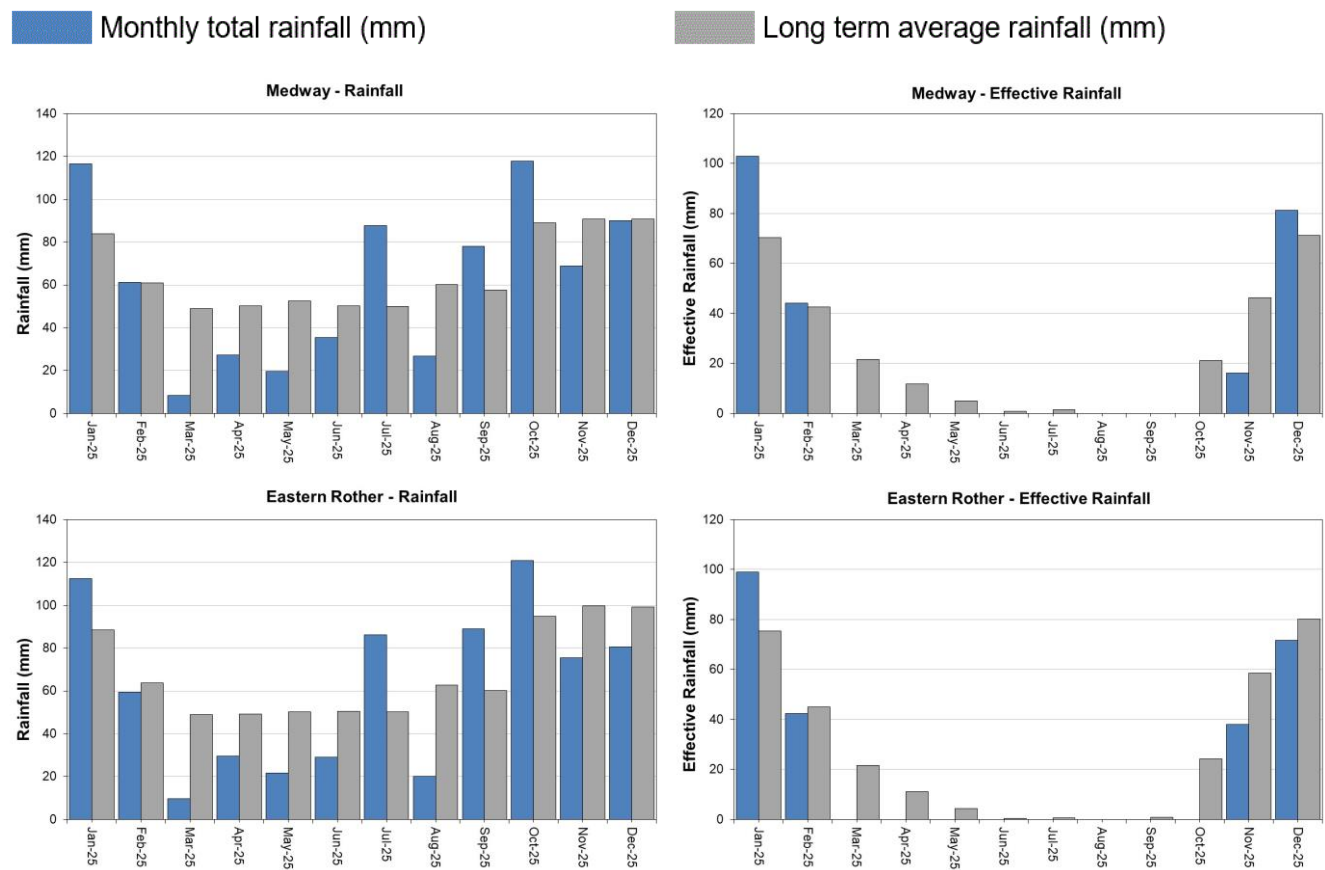 Monthly total rainfall (mm)
Long term average rainfall (mm)
Medway - Rainfall
Rainfall (mm)
140
120
100
80
60
40
20
0
Jan-25
Feb-25
Mar-25
Apr-25
May-25
Jun-25
Jul-25
Aug-25
Sep-25
Oct-25
Nov-25
Dec-25
Medway - Effective Rainfall
Effective Rainfall (mm)
120
100
80
60
40
20
0
Jan-25
Feb-25
Mar-25
Apr-25
May-25
Jun-25
Jul-25
Aug-25
Sep-25
Oct-25
Nov-25
Dec-25
Eastern Rother - Rainfall
Rainfall (mm)
140
120
100
80
60
40
20
0
Jan-25
Feb-25
Mar-25
Apr-25
May-25
Jun-25
Jul-25
Aug-25
Sep-25
Oct-25
Nov-25
Dec-25
Eastern Rother - Effective Rainfall
Effective Rainfall (mm)
120
100
80
60
40
20
0
Jan-25
Feb-25
Mar-25
Apr-25
May-25
Jun-25
Jul-25
Aug-25
Sep-25
Oct-25
Nov-25
Dec-25